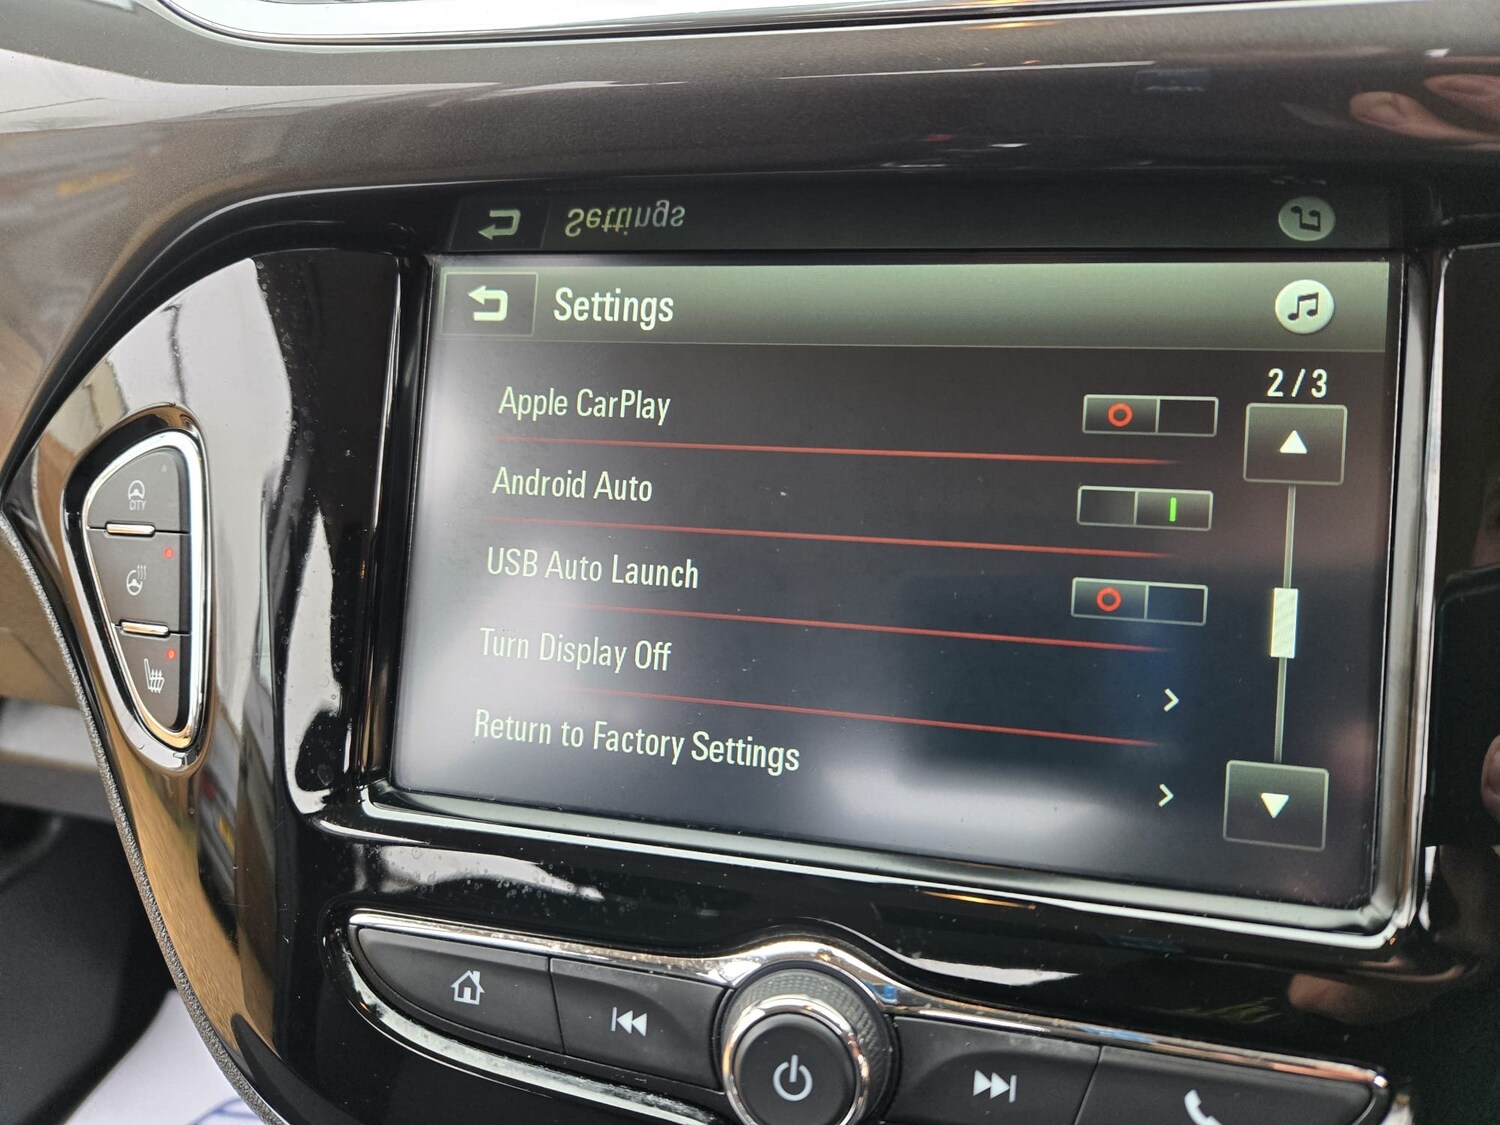 Settings
Settings
2/3
Apple CarPlay
Android Auto
USB Auto Launch
Turn Display Off
Return to Factory Settings
CITY